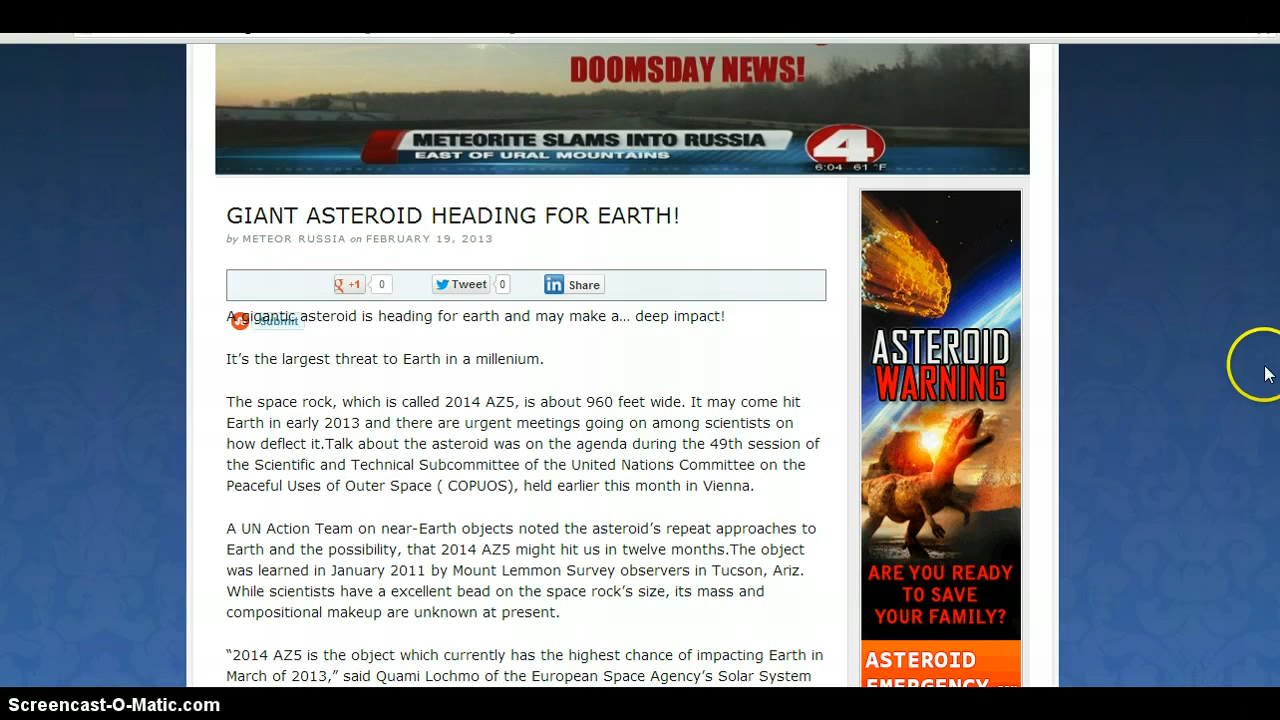 DOOMSDAY NEWS!
METEORITE SLAMS INTO RUSSIA
EAST OF URAL MOUNTAINS
4
6:04 61 °F
GIANT ASTEROID HEADING FOR EARTH!
by METEOR RUSSIA on FEBRUARY 19, 2013
+1 0 Tweet 0 Share
Submit
A gigantic asteroid is heading for earth and may make a… deep impact!
It’s the largest threat to Earth in a millenium.
The space rock, which is called 2014 AZ5, is about 960 feet wide. It may come hit
Earth in early 2013 and there are urgent meetings going on among scientists on
how deflect it.Talk about the asteroid was on the agenda during the 49th session of
the Scientific and Technical Subcommittee of the United Nations Committee on the
Peaceful Uses of Outer Space ( COPUOS), held earlier this month in Vienna.
A UN Action Team on near-Earth objects noted the asteroid’s repeat approaches to
Earth and the possibility, that 2014 AZ5 might hit us in twelve months.The object
was learned in January 2011 by Mount Lemmon Survey observers in Tucson, Ariz.
While scientists have a excellent bead on the space rock’s size, its mass and
compositional makeup are unknown at present.
“2014 AZ5 is the object which currently has the highest chance of impacting Earth in
March of 2013,” said Quami Lochmo of the European Space Agency’s Solar System
ASTEROID
WARNING
ARE YOU READY
TO SAVE
YOUR FAMILY?
ASTEROID
EMERGENCY
Screencast-O-Matic.com